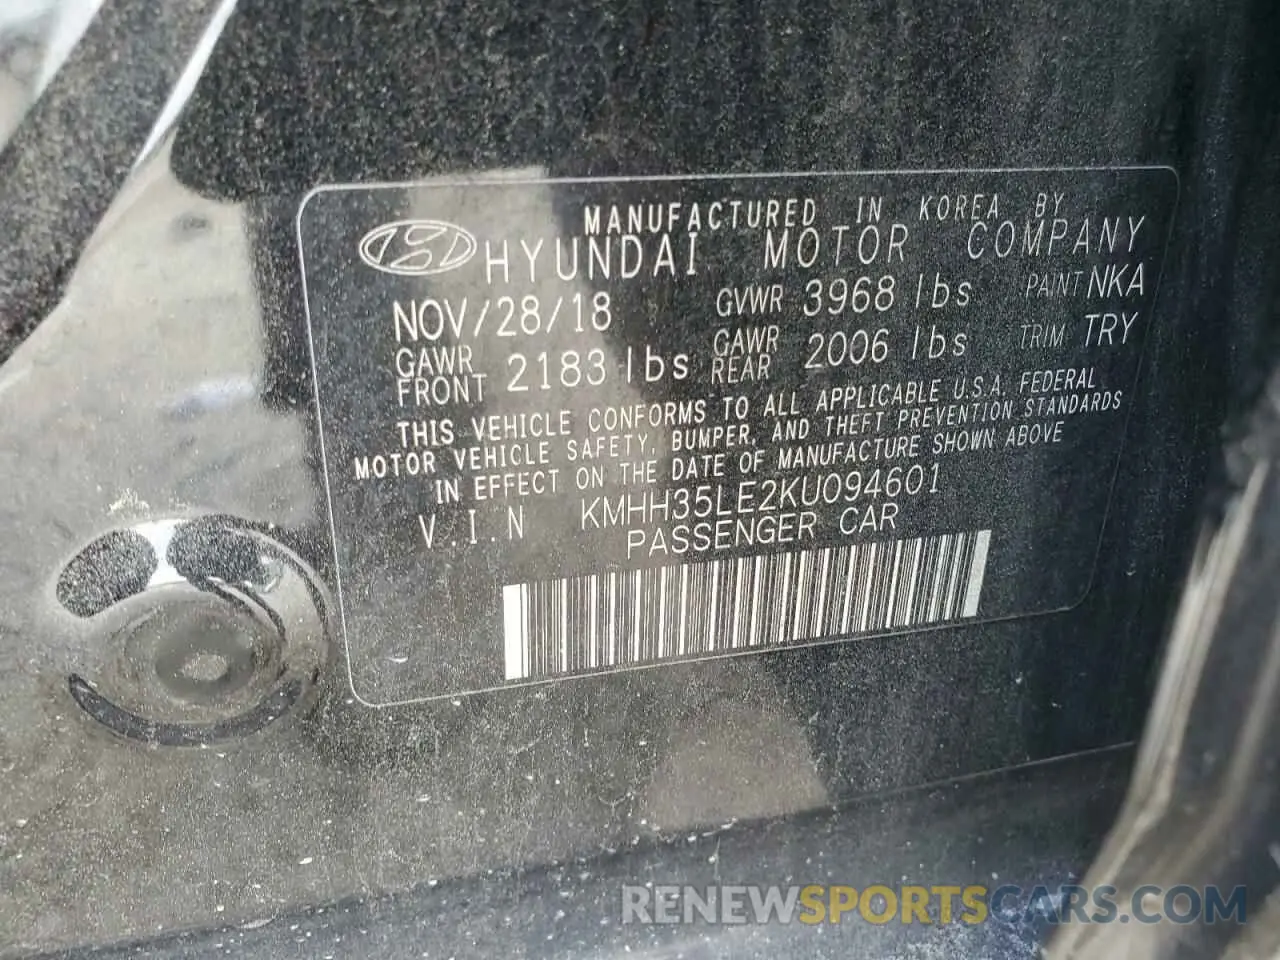 MANUFACTURED IN KOREA BY
HYUNDAI MOTOR COMPANY
NOV/28/18 GVWR 3968 lbs PAINT NKA
GAWR FRONT 2183 lbs GAWR REAR 2006 lbs TRIM TRY
THIS VEHICLE CONFORMS TO ALL APPLICABLE U.S.A. FEDERAL
MOTOR VEHICLE SAFETY, BUMPER, AND THEFT PREVENTION STANDARDS
IN EFFECT ON THE DATE OF MANUFACTURE SHOWN ABOVE
V.I.N KMHH35LE2KU094601
PASSENGER CAR
RENEWSPORTSCARS.COM